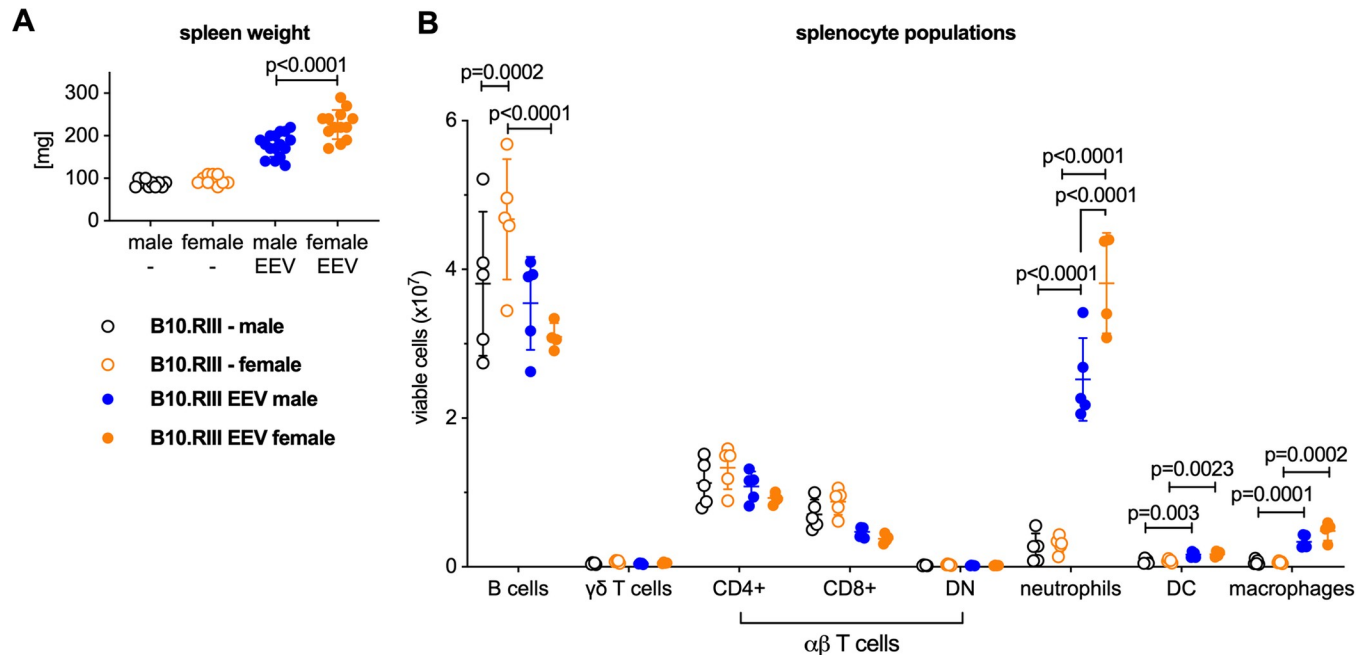 A
spleen weight
p<0.0001
300
200
100
0
[mg]
male female male female
- - EEV EEV
B10.RIII - male
B10.RIII - female
B10.RIII EEV male
B10.RIII EEV female
B
splenocyte populations
p=0.0002
p<0.0001
p<0.0001
p<0.0001
p<0.0001
p=0.0002
p=0.0023
p=0.0001
p=0.003
6
4
2
0
viable cells (x10⁷)
B cells γδ T cells CD4+ CD8+ DN neutrophils DC macrophages
αβ T cells